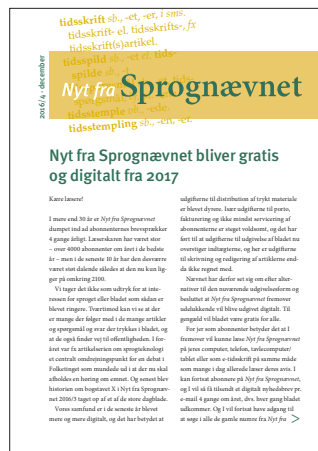 tidsskrift sb., -et, -er, i sms.
tidsskrift- el. tidsskrifts-, fx
tidsskrift(s)artikel.
tidsspild sb., -et el. tids-
spilde sb., -t.
tidsstemple vb., -ede.
tidsstempling sb., -en, -er.
2016/4 · december
Nyt fra Sprognævnet
Nyt fra Sprognævnet bliver gratis
og digitalt fra 2017
Kære læsere!
I mere end 30 år er Nyt fra Sprognævnet
dumpet ind ad abonnenternes brevsprækker
4 gange årligt. Læserskaren har været stor
– over 4000 abonnenter om året i de bedste
år – men i de seneste 10 år har den desværre
været støt dalende således at den nu kun lig-
ger på omkring 2100.
Vi tager det ikke som udtryk for at inte-
ressen for sproget eller bladet som sådan er
blevet ringere. Tværtimod kan vi se at der
er mange der følger med i de mange artikler
og spørgsmål og svar der trykkes i bladet, og
at de også finder vej til offentligheden. I for-
året var fx artikelserien om sprogteknologi
et centralt omdrejningspunkt for en debat i
Folketinget som mundede ud i at der nu skal
afholdes en høring om emnet. Og senest blev
historien om bogstavet X i Nyt fra Sprognæv-
net 2016/3 taget op af et af de store dagblade.
Vores samfund er i de seneste år blevet
mere og mere digitalt, og det har betydet at
udgifterne til distribution af trykt materiale
er blevet dyrere. Især udgifterne til porto,
fakturering og ikke mindst servicering af
abonnenterne er steget voldsomt, og det har
ført til at udgifterne til udgivelse af bladet nu
overstiger indtægterne, og her er udgifterne
til skrivning og redigering af artiklerne end-
da ikke regnet med.
Nævnet har derfor set sig om efter alter-
nativer til den nuværende udgivelsesform og
besluttet at Nyt fra Sprognævnet fremover
udelukkende vil blive udgivet digitalt. Til
gengæld vil bladet være gratis for alle.
For jer som abonnenter betyder det at I
fremover vil kunne læse Nyt fra Sprognævnet
på jeres computer, telefon, tavlecomputer/
tablet eller som e-tidsskrift på samme måde
som mange i dag allerede læser deres avis. I
kan fortsat abonnere på Nyt fra Sprognævnet,
og I vil så få tilsendt et digitalt nyhedsbrev pr.
e-mail 4 gange om året, dvs. hver gang bladet
udkommer. Og I vil fortsat have adgang til
at søge i alle de gamle numre fra Nyt fra >